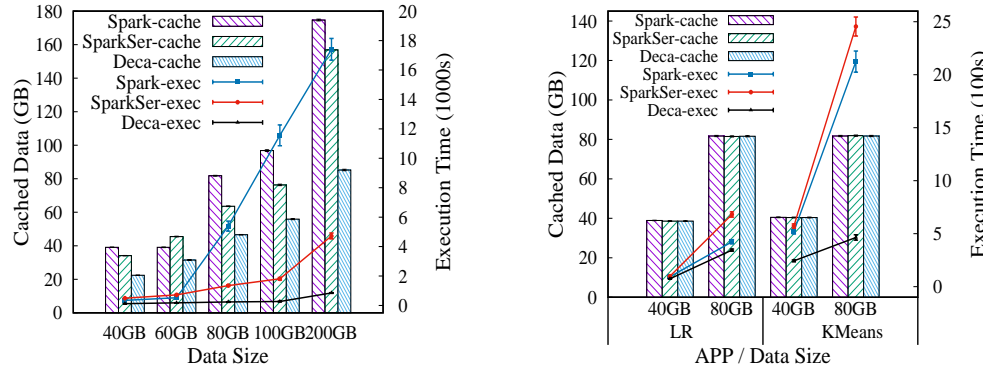 180
160
140
120
100
80
60
40
20
0
Cached Data (GB)
Spark-cache
SparkSer-cache
Deca-cache
Spark-exec
SparkSer-exec
Deca-exec
20
18
16
14
12
10
8
6
4
2
0
Execution Time (1000s)
40GB 60GB 80GB 100GB 200GB
Data Size
140
120
100
80
60
40
20
0
Cached Data (GB)
Spark-cache
SparkSer-cache
Deca-cache
Spark-exec
SparkSer-exec
Deca-exec
25
20
15
10
5
0
Execution Time (100s)
40GB 80GB 40GB 80GB
LR KMeans
APP / Data Size